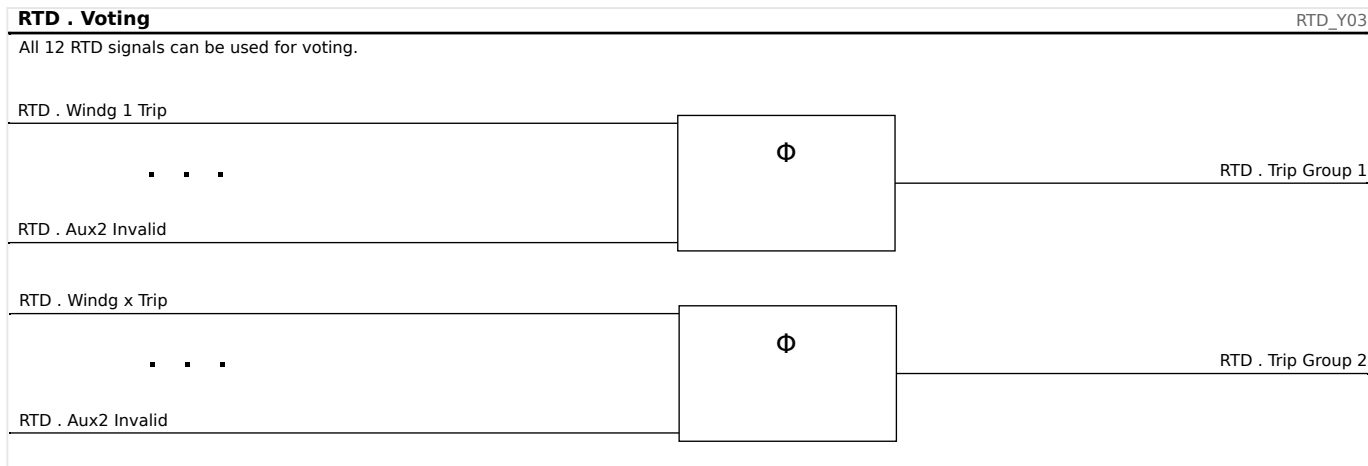 RTD . Voting
RTD_Y03
All 12 RTD signals can be used for voting.
RTD . Windg 1 Trip
Φ
RTD . Trip Group 1
. . .
RTD . Aux2 Invalid
RTD . Windg x Trip
Φ
RTD . Trip Group 2
. . .
RTD . Aux2 Invalid